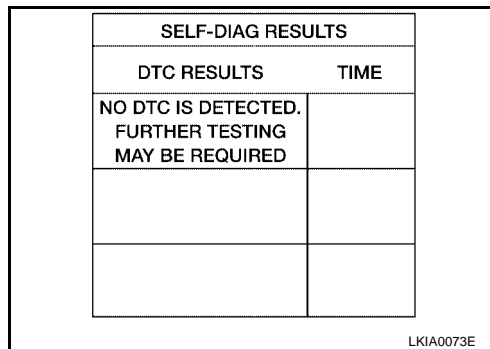 SELF-DIAG RESULTS
DTC RESULTS TIME
NO DTC IS DETECTED.
FURTHER TESTING
MAY BE REQUIRED
LKIA0073E